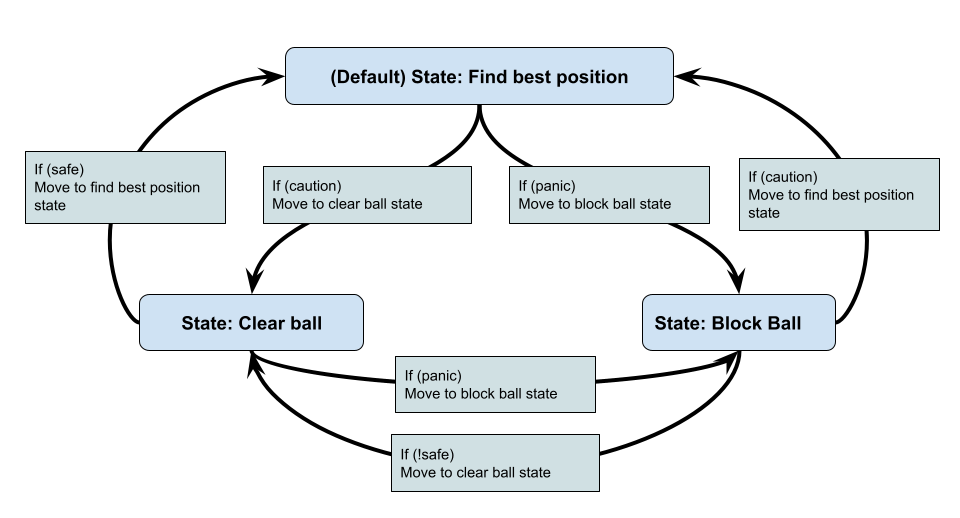 (Default) State: Find best position
If (safe)
Move to find best position
state
If (caution)
Move to clear ball state
If (panic)
Move to block ball state
If (caution)
Move to find best position
state
State: Clear ball
State: Block Ball
If (panic)
Move to block ball state
If (!safe)
Move to clear ball state